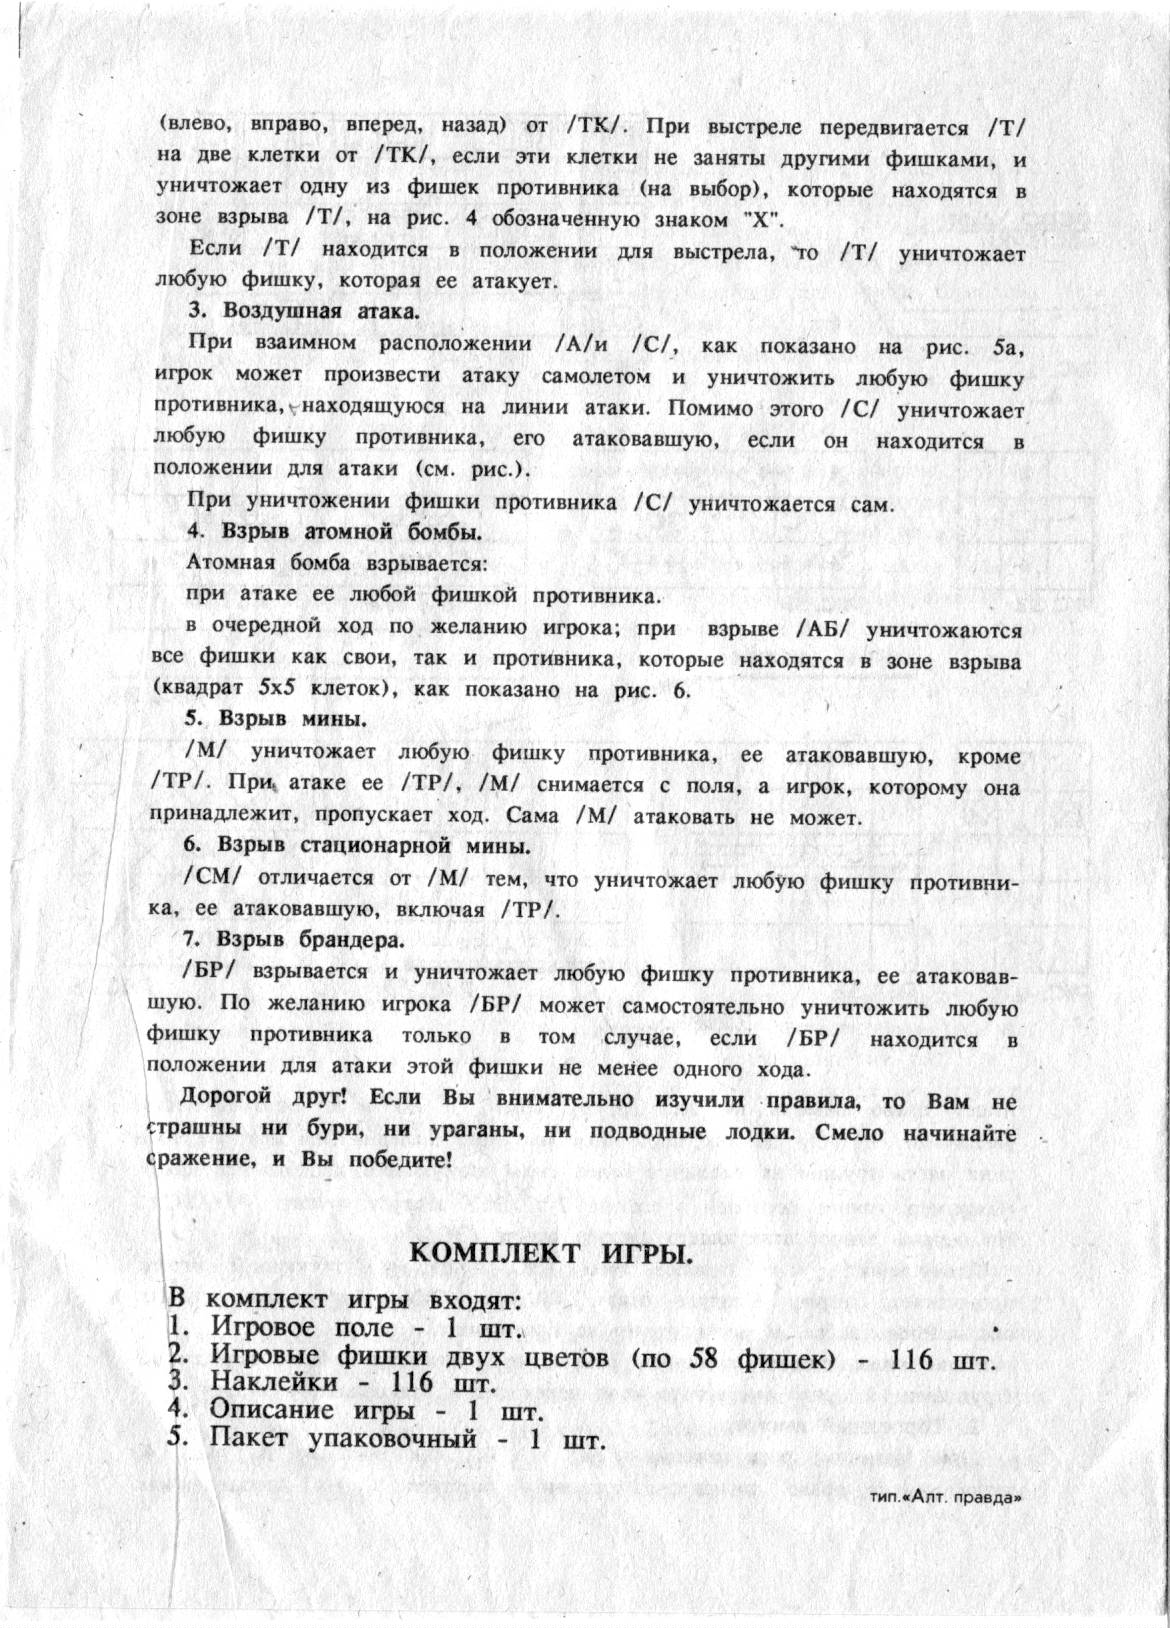 (влево, вправо, вперед, назад) от /ТК/. При выстреле передвигается /Т/
на две клетки от /ТК/, если эти клетки не заняты другими фишками, и
уничтожает одну из фишек противника (на выбор), которые находятся в
зоне взрыва /Т/, на рис. 4 обозначенную знаком "Х".
Если /Т/ находится в положении для выстрела, то /Т/ уничтожает
любую фишку, которая ее атакует.
3. Воздушная атака.
При взаимном расположении /А/и /С/, как показано на рис. 5а,
игрок может произвести атаку самолетом и уничтожить любую фишку
противника, находящуюся на линии атаки. Помимо этого /С/ уничтожает
любую фишку противника, его атаковавшую, если он находится в
положении для атаки (см. рис.).
При уничтожении фишки противника /С/ уничтожается сам.
4. Взрыв атомной бомбы.
Атомная бомба взрывается:
при атаке ее любой фишкой противника.
в очередной ход по желанию игрока; при взрыве /АБ/ уничтожаются
все фишки как свои, так и противника, которые находятся в зоне взрыва
(квадрат 5х5 клеток), как показано на рис. 6.
5. Взрыв мины.
/М/ уничтожает любую фишку противника, ее атаковавшую, кроме
/ТР/. При атаке ее /ТР/, /М/ снимается с поля, а игрок, которому она
принадлежит, пропускает ход. Сама /М/ атаковать не может.
6. Взрыв стационарной мины.
/СМ/ отличается от /М/ тем, что уничтожает любую фишку противни-
ка, ее атаковавшую, включая /ТР/.
7. Взрыв брандера.
/БР/ взрывается и уничтожает любую фишку противника, ее атаковав-
шую. По желанию игрока /БР/ может самостоятельно уничтожить любую
фишку противника только в том случае, если /БР/ находится в
положении для атаки этой фишки не менее одного хода.
Дорогой друг! Если Вы внимательно изучили правила, то Вам не
страшны ни бури, ни ураганы, ни подводные лодки. Смело начинайте
сражение, и Вы победите!
КОМПЛЕКТ ИГРЫ.
В комплект игры входят:
1. Игровое поле - 1 шт.
2. Игровые фишки двух цветов (по 58 фишек) - 116 шт.
3. Наклейки - 116 шт.
4. Описание игры - 1 шт.
5. Пакет упаковочный - 1 шт.
тип.«Алт. правда»